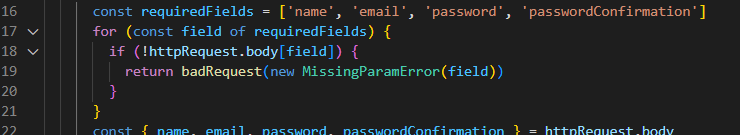 16 const requiredFields = ['name', 'email', 'password', 'passwordConfirmation']
17 for (const field of requiredFields) {
18 if (!httpRequest.body[field]) {
19 return badRequest(new MissingParamError(field))
20 }
21 }
22 const { name, email, password, passwordConfirmation } = httpRequest.body